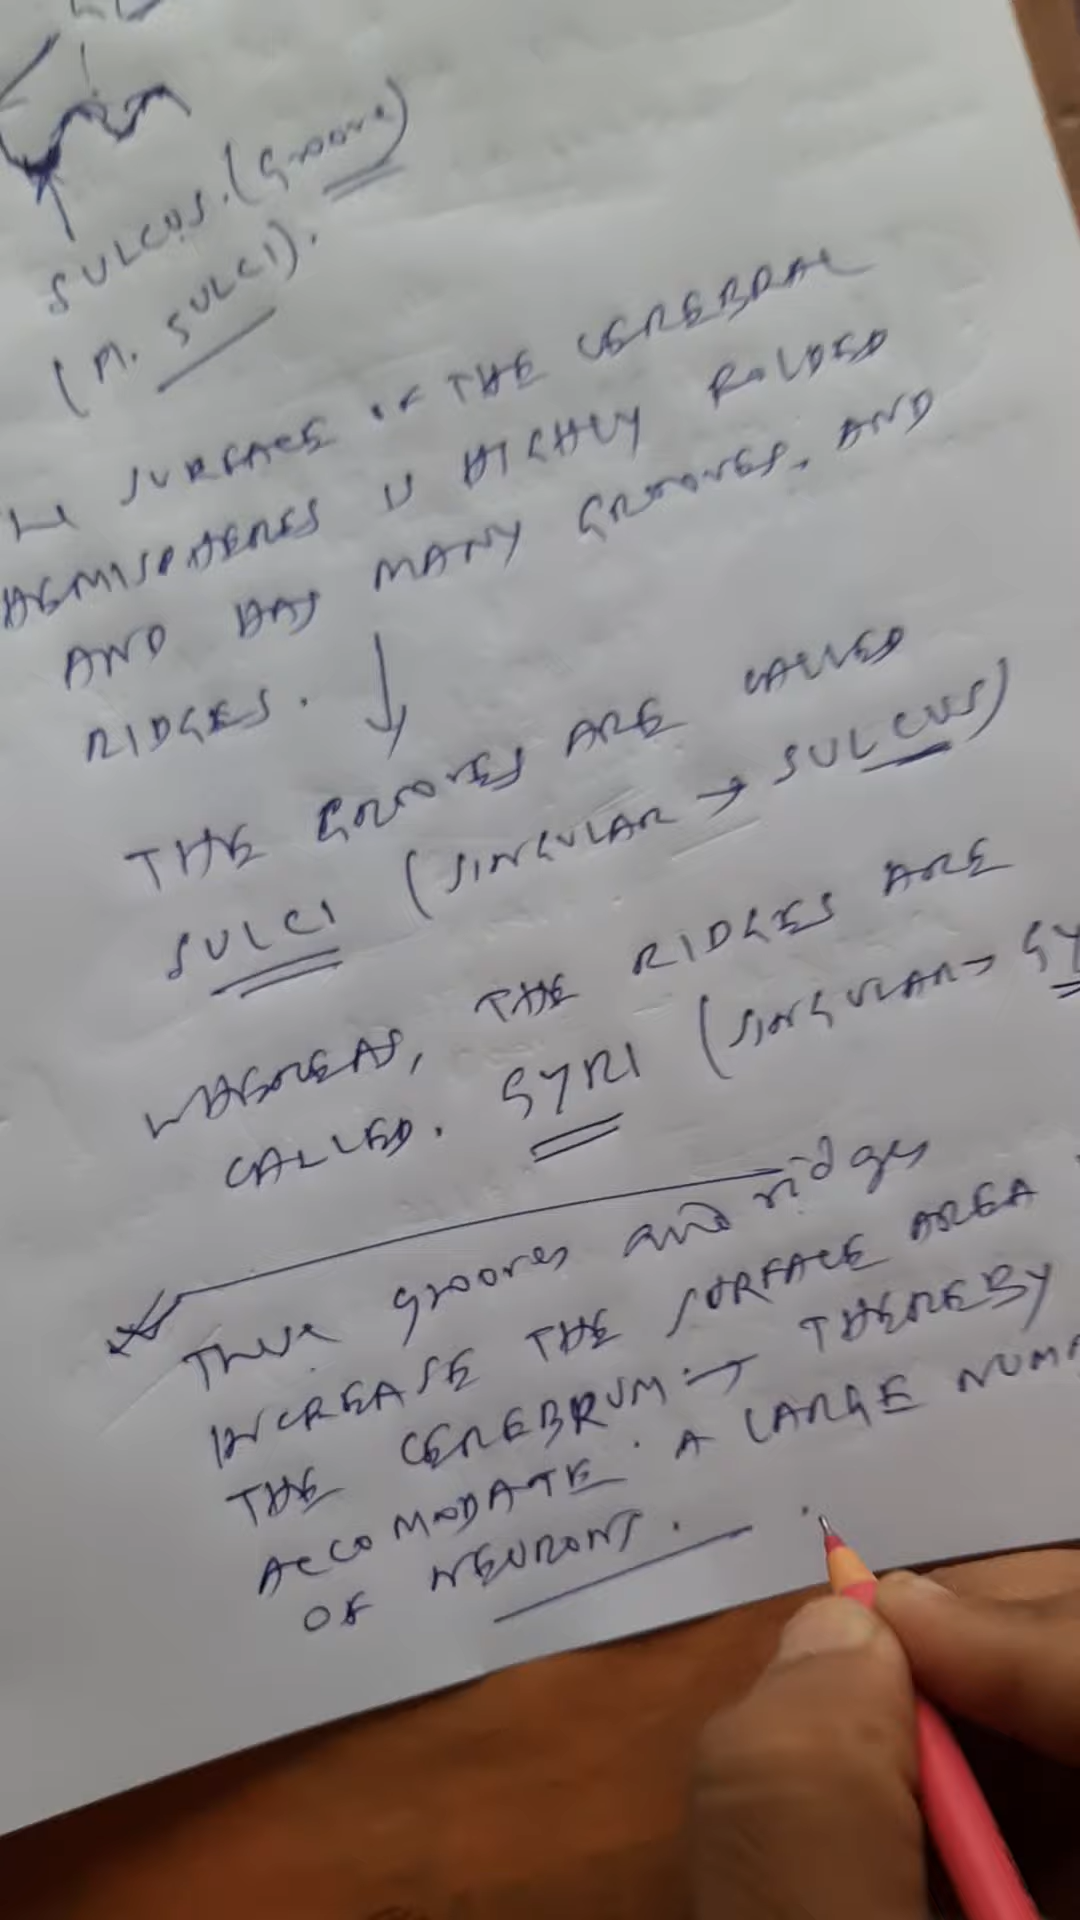 SULCUS. (Groove)
(Pl. SULCI).
SURFACE OF THE CEREBRAL
HEMISPHERES IS HIGHLY FOLDED
AND HAS MANY GROOVES, AND
RIDGES.
THE GROOVES ARE CALLED
SULCI (SINGULAR → SULCUS)
WHEREAS, THE RIDGES ARE
CALLED. GYRI (SINGULAR → GY
These grooves and ridges
INCREASE THE SURFACE AREA
THE CEREBRUM → THEREBY
ACCOMODATE A LARGE NUM
OF NEURONS.